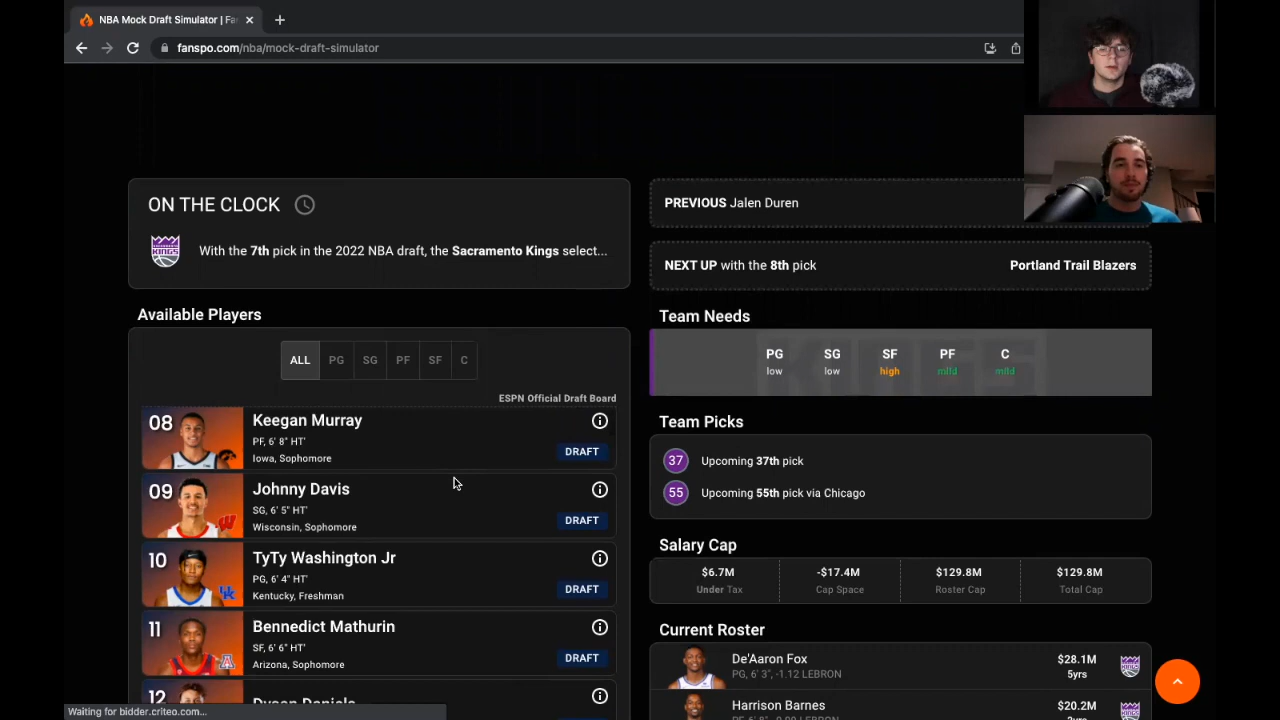 NBA Mock Draft Simulator | Fa
fanspo.com/nba/mock-draft-simulator
ON THE CLOCK
With the 7th pick in the 2022 NBA draft, the Sacramento Kings select...
PREVIOUS Jalen Duren
NEXT UP with the 8th pick
Portland Trail Blazers
Available Players
ALL PG SG PF SF C
ESPN Official Draft Board
08 Keegan Murray
PF, 6' 8" HT'
Iowa, Sophomore
DRAFT
09 Johnny Davis
SG, 6' 5" HT'
Wisconsin, Sophomore
DRAFT
10 TyTy Washington Jr
PG, 6' 4" HT'
Kentucky, Freshman
DRAFT
11 Bennedict Mathurin
SF, 6' 6" HT'
Arizona, Sophomore
DRAFT
12
Waiting for bidder.criteo.com...
Team Needs
PG SG SF PF C
low low high mild mild
Team Picks
37 Upcoming 37th pick
55 Upcoming 55th pick via Chicago
Salary Cap
$6.7M -$17.4M $129.8M $129.8M
Under Tax Cap Space Roster Cap Total Cap
Current Roster
De'Aaron Fox
PG, 6' 3", -1.12 LEBRON
$28.1M
5yrs
Harrison Barnes
$20.2M